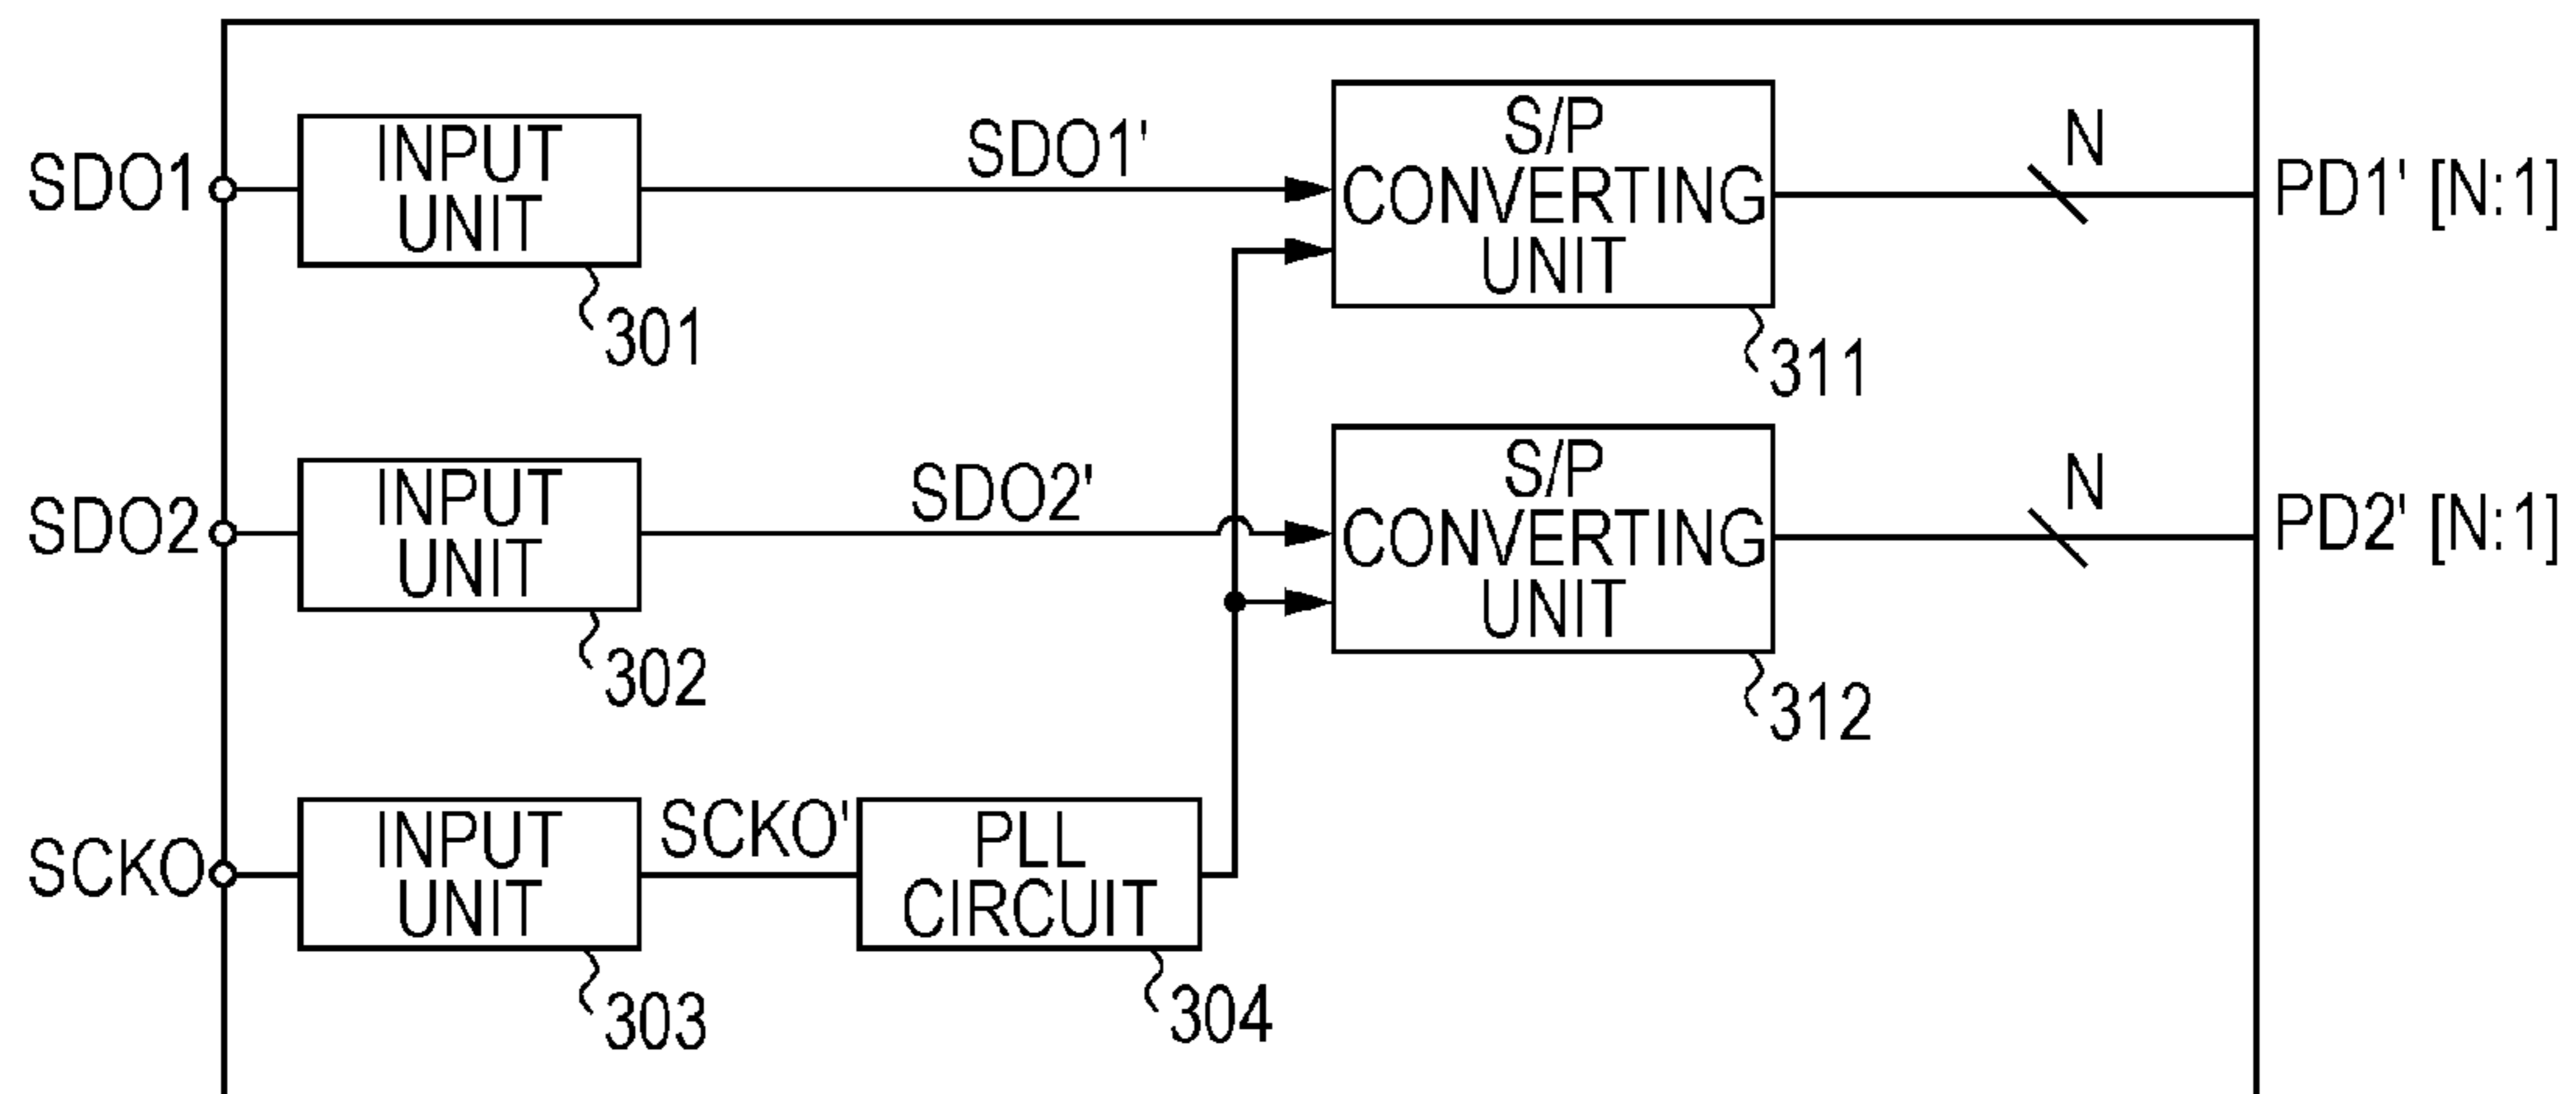 SDO1
INPUT
UNIT
301
SDO1'
S/P
CONVERTING
UNIT
311
N
PD1' [N:1]
SDO2
INPUT
UNIT
302
SDO2'
S/P
CONVERTING
UNIT
312
N
PD2' [N:1]
SCKO
INPUT
UNIT
303
SCKO'
PLL
CIRCUIT
304